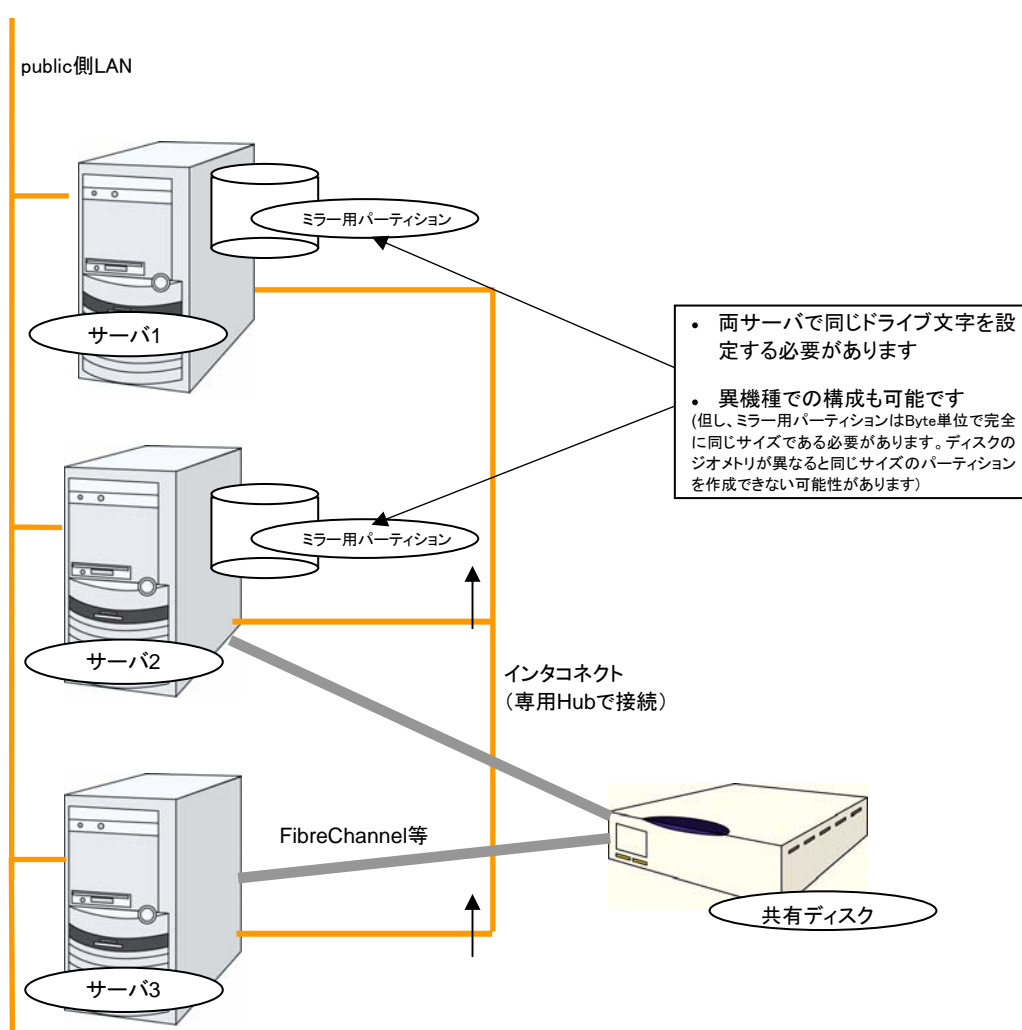 public側LAN
ミラー用パーティション
サーバ1
• 両サーバで同じドライブ文字を設
定する必要があります
• 異機種での構成も可能です
(但し、ミラー用パーティションはByte単位で完全
に同じサイズである必要があります。ディスクの
ジオメトリが異なると同じサイズのパーティション
を作成できない可能性があります)
ミラー用パーティション
サーバ2
インタコネクト
(専用Hubで接続)
FibreChannel等
共有ディスク
サーバ3